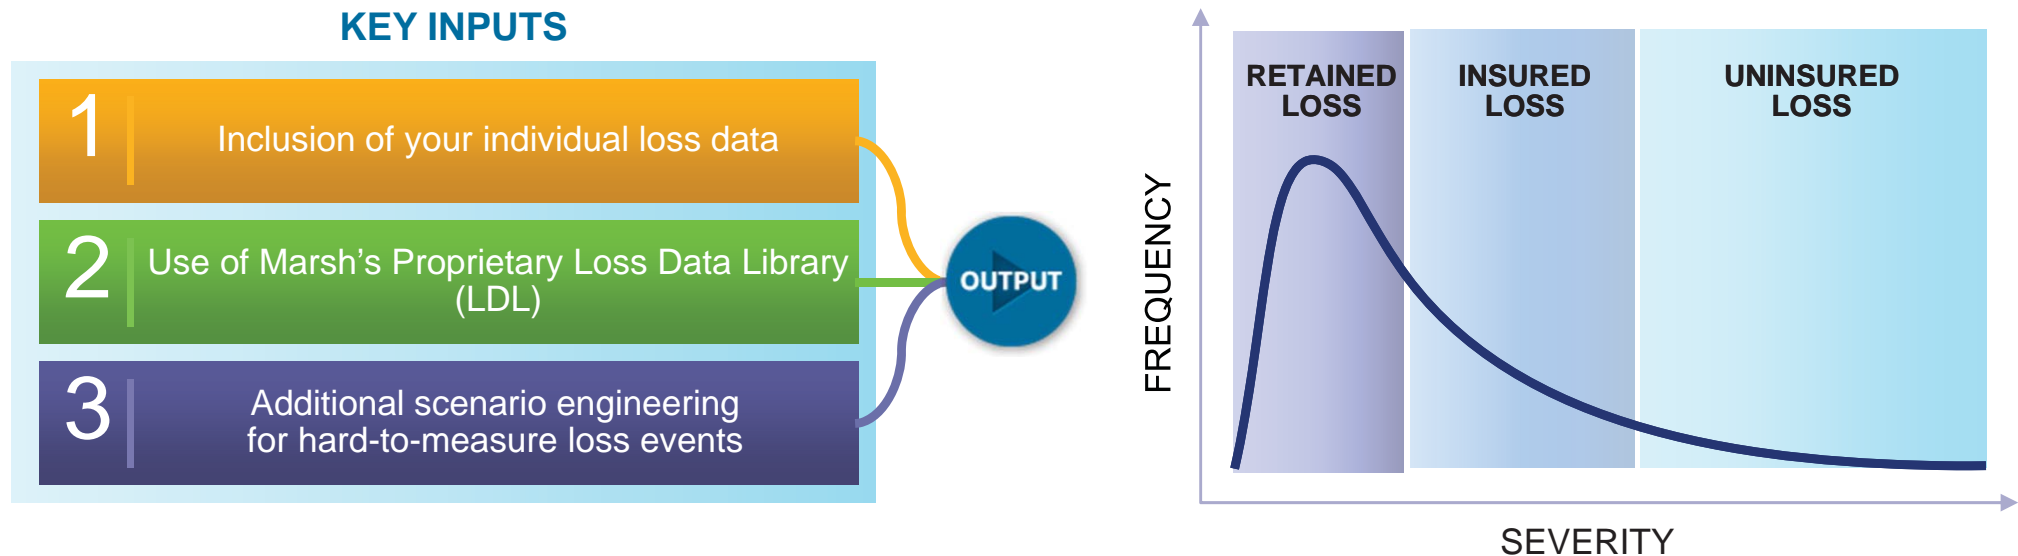 KEY INPUTS
1
Inclusion of your individual loss data
2
Use of Marsh’s Proprietary Loss Data Library
(LDL)
3
Additional scenario engineering
for hard-to-measure loss events
OUTPUT
RETAINED
LOSS
INSURED
LOSS
UNINSURED
LOSS
FREQUENCY
SEVERITY